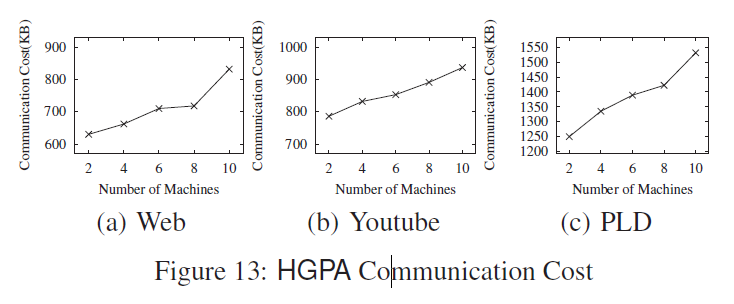 Communication Cost(KB)
900
800
700
600
2 4 6 8 10
Number of Machines
(a) Web
Communication Cost(KB)
1000
900
800
700
2 4 6 8 10
Number of Machines
(b) Youtube
Communication Cost(KB)
1550
1500
1450
1400
1350
1300
1250
1200
2 4 6 8 10
Number of Machines
(c) PLD
Figure 13: HGPA Communication Cost